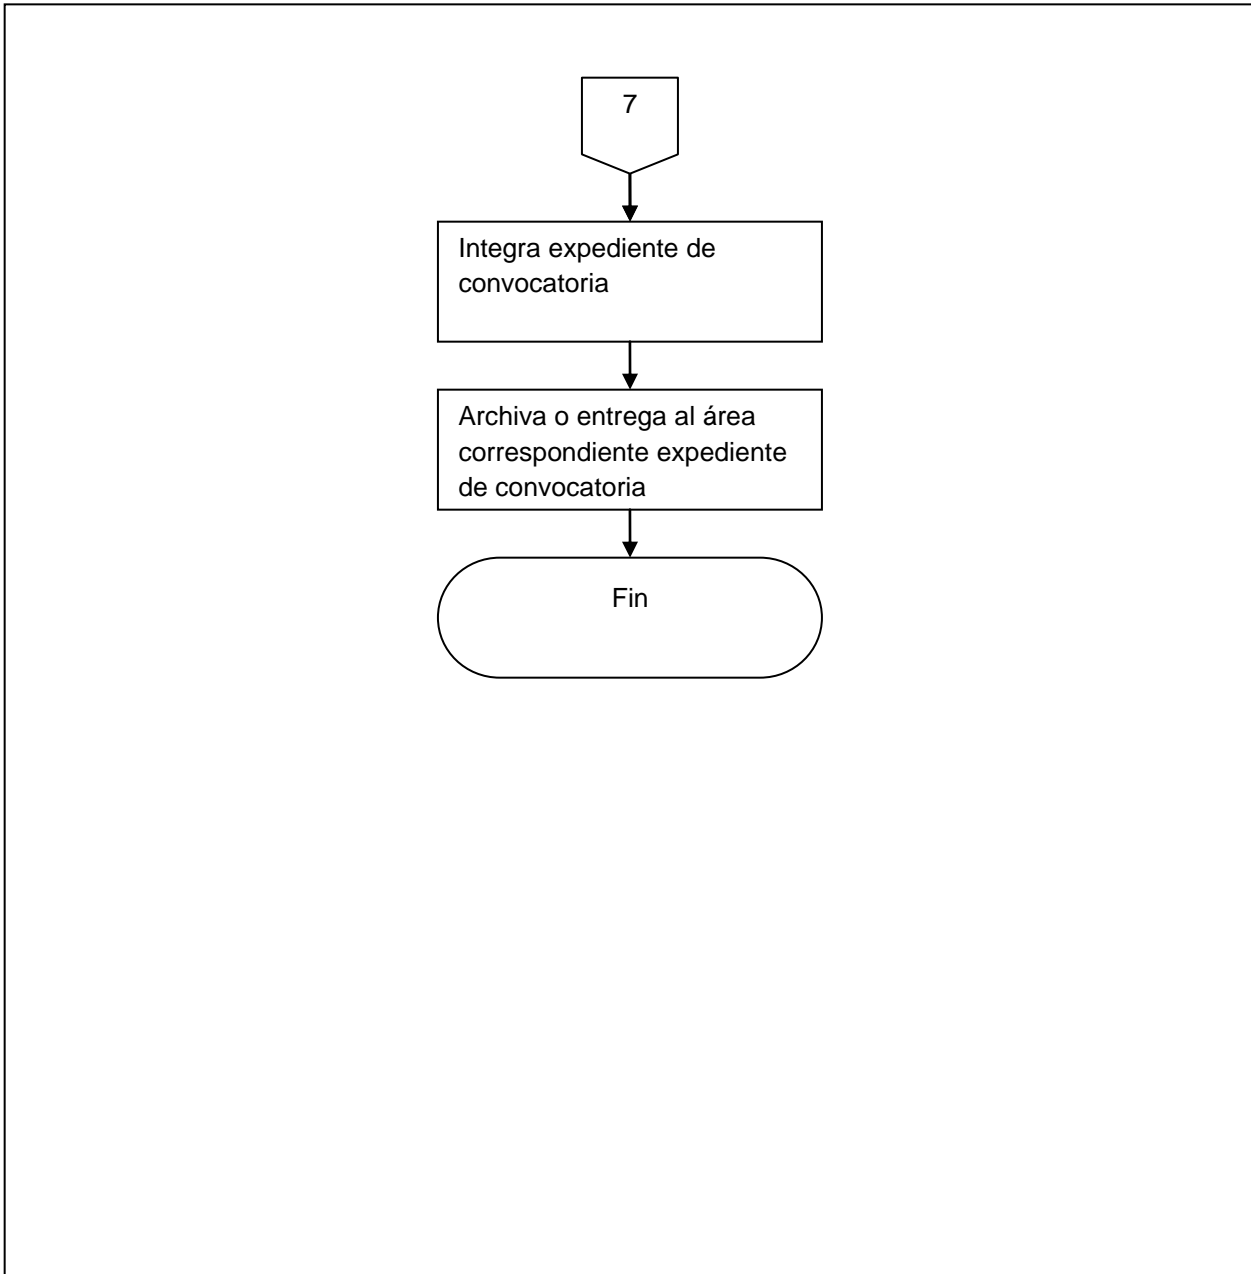 7
Integra expediente de
convocatoria
Archiva o entrega al área
correspondiente expediente
de convocatoria
Fin